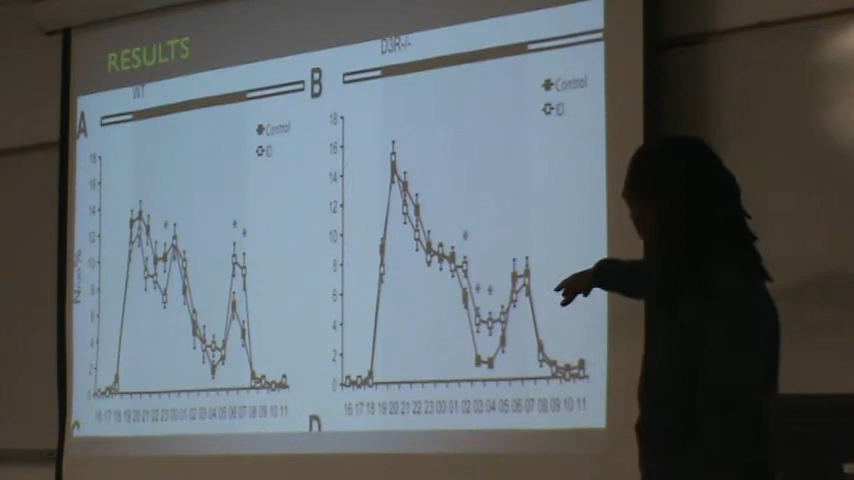 RESULTS
WT
A
Control
ID
18
16
14
12
10
8
6
4
2
0
16 17 18 19 20 21 22 23 00 01 02 03 04 05 06 07 08 09 10 11
D3R-/-
B
Control
ID
18
16
14
12
10
8
6
4
2
0
16 17 18 19 20 21 22 23 00 01 02 03 04 05 06 07 08 09 10 11
C
D